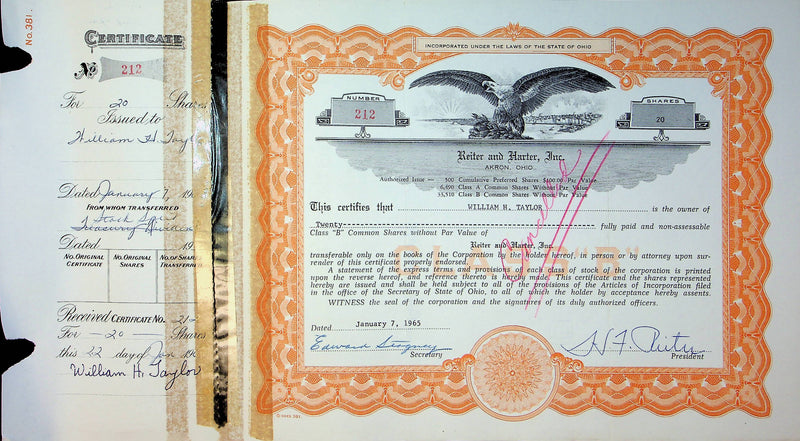 No. 381.
CERTIFICATE
No 212
For 20 Shares
Issued to
William H. Taylor
Dated January 7, 19
FROM WHOM TRANSFERRED
Stock
Treasury
Dated 19
NO. ORIGINAL CERTIFICATE
NO. ORIGINAL SHARES
NO. OF SHARES TRANSFERRED
Received CERTIFICATE NO. 212
For —20— Shares
this 22 day of Jan 19
William H. Taylor
INCORPORATED UNDER THE LAWS OF THE STATE OF OHIO
NUMBER
212
SHARES
20
Reiter and Harter, Inc.
AKRON, OHIO
Authorized Issue — 500 Cumulative Preferred Shares $100.00 Par Value
6,690 Class A Common Shares Without Par Value
33,510 Class B Common Shares Without Par Value
This certifies that WILLIAM H. TAYLOR is the owner of
Twenty fully paid and non-assessable
Class "B" Common Shares without Par Value of
Reiter and Harter, Inc.
CLASS "B"
transferable only on the books of the Corporation by the holder hereof, in person or by attorney upon sur-
render of this certificate properly endorsed.
A statement of the express terms and provisions of each class of stock of the corporation is printed
upon the reverse hereof, and reference thereto is hereby made. This certificate and the shares represented
hereby are issued and shall be held subject to all of the provisions of the Articles of Incorporation filed
in the office of the Secretary of State of Ohio, to all of which the holder by acceptance hereby assents.
WITNESS the seal of the corporation and the signatures of its duly authorized officers.
Cancelled
Dated January 7, 1965
Edward Seagney
Secretary
H F Reiter
President